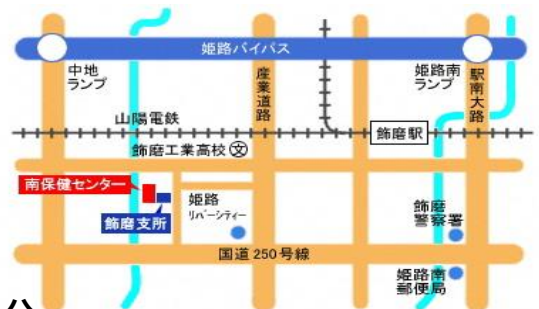 姫路バイパス
中地
ランプ
産業道路
姫路南
ランプ
駅南大路
山陽電鉄
飾磨駅
飾磨工業高校
文
南保健センター
飾磨支所
姫路
リバーシティー
飾磨
警察署
国道250号線
姫路南
郵便局